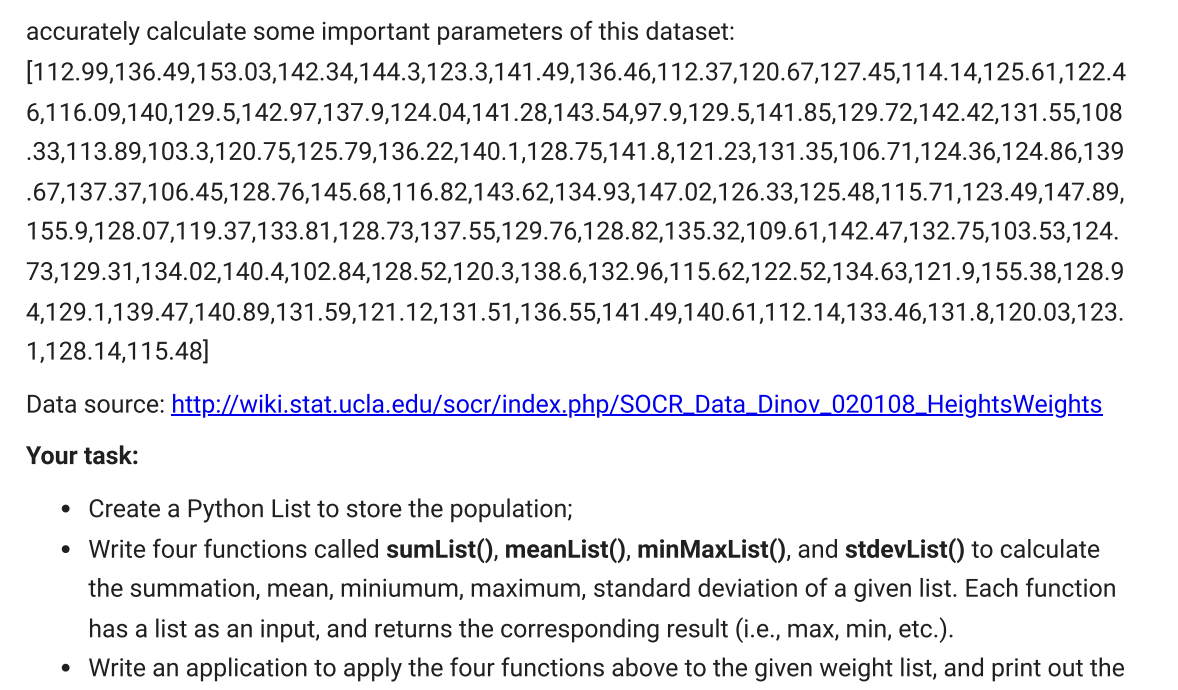 accurately calculate some important parameters of this dataset:
[112.99,136.49,153.03,142.34,144.3,123.3,141.49,136.46,112.37,120.67,127.45,114.14,125.61,122.4
6,116.09,140,129.5,142.97,137.9,124.04,141.28,143.54,97.9,129.5,141.85,129.72,142.42,131.55,108
.33,113.89,103.3,120.75,125.79,136.22,140.1,128.75,141.8,121.23,131.35,106.71,124.36,124.86,139
.67,137.37,106.45,128.76,145.68,116.82,143.62,134.93,147.02,126.33,125.48,115.71,123.49,147.89,
155.9,128.07,119.37,133.81,128.73,137.55,129.76,128.82,135.32,109.61,142.47,132.75,103.53,124.
73,129.31,134.02,140.4,102.84,128.52,120.3,138.6,132.96,115.62,122.52,134.63,121.9,155.38,128.9
4,129.1,139.47,140.89,131.59,121.12,131.51,136.55,141.49,140.61,112.14,133.46,131.8,120.03,123.
1,128.14,115.48]
Data source: http://wiki.stat.ucla.edu/socr/index.php/SOCR_Data_Dinov_020108_HeightsWeights
Your task:
• Create a Python List to store the population;
• Write four functions called sumList(), meanList(), minMaxList(), and stdevList() to calculate
the summation, mean, miniumum, maximum, standard deviation of a given list. Each function
has a list as an input, and returns the corresponding result (i.e., max, min, etc.).
• Write an application to apply the four functions above to the given weight list, and print out the